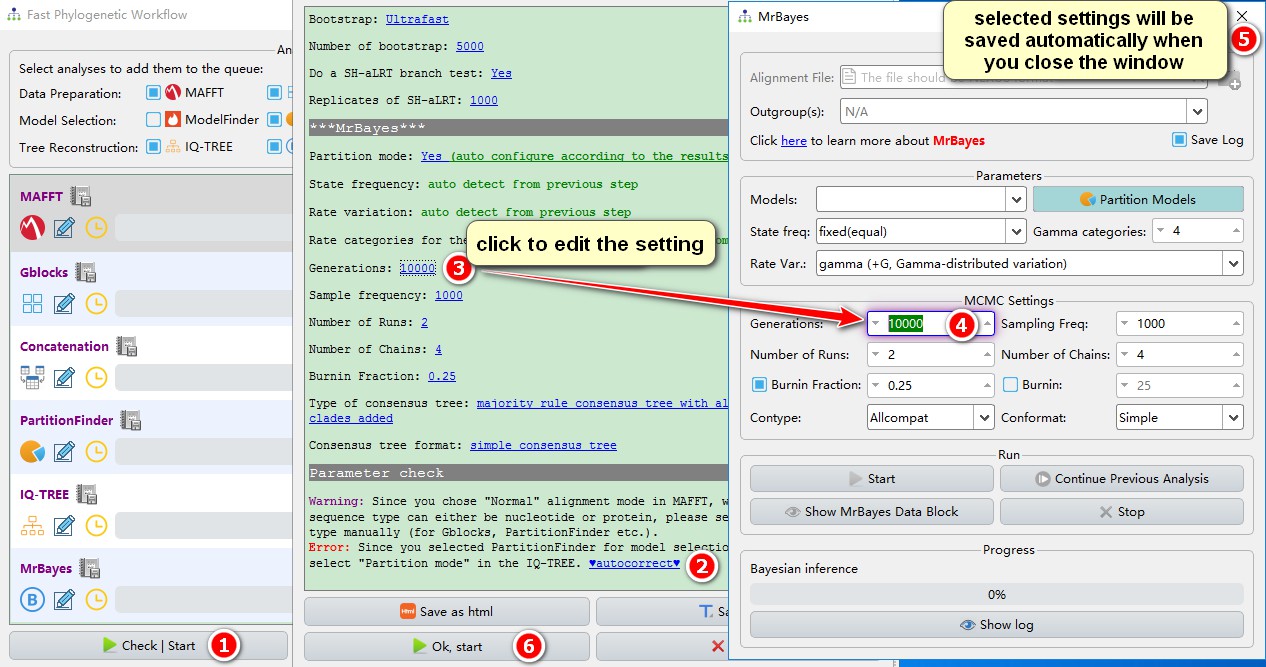 Fast Phylogenetic Workflow
An
Select analyses to add them to the queue:
Data Preparation: MAFFT
Model Selection: ModelFinder
Tree Reconstruction: IQ-TREE
MAFFT
Gblocks
Concatenation
PartitionFinder
IQ-TREE
MrBayes
B
Check | Start 1
Bootstrap: Ultrafast
Number of bootstrap: 5000
Do a SH-aLRT branch test: Yes
Replicates of SH-aLRT: 1000
***MrBayes***
Partition mode: Yes (auto configure according to the results
State frequency: auto detect from previous step
Rate variation: auto detect from previous step
Rate categories for the
click to edit the setting
Generations: 10000 3
Sample frequency: 1000
Number of Runs: 2
Number of Chains: 4
Burnin Fraction: 0.25
Type of consensus tree: majority rule consensus tree with al
clades added
Consensus tree format: simple consensus tree
Parameter check
Warning: Since you chose "Normal" alignment mode in MAFFT, w
sequence type can either be nucleotide or protein, please se
type manually (for Gblocks, PartitionFinder etc.).
Error: Since you selected PartitionFinder for model selectio
select "Partition mode" in the IQ-TREE. ♥autocorrect♥ 2
Save as html
Ok, start 6
MrBayes
selected settings will be
saved automatically when
you close the window
5
Alignment File:
Outgroup(s): N/A
Click here to learn more about MrBayes Save Log
Parameters
Models: Partition Models
State freq: fixed(equal) Gamma categories: 4
Rate Var.: gamma (+G, Gamma-distributed variation)
MCMC Settings
Generations: 10000 4 Sampling Freq: 1000
Number of Runs: 2 Number of Chains: 4
Burnin Fraction: 0.25 Burnin: 25
Contype: Allcompat Conformat: Simple
Run
Start Continue Previous Analysis
Show MrBayes Data Block Stop
Progress
Bayesian inference
0%
Show log